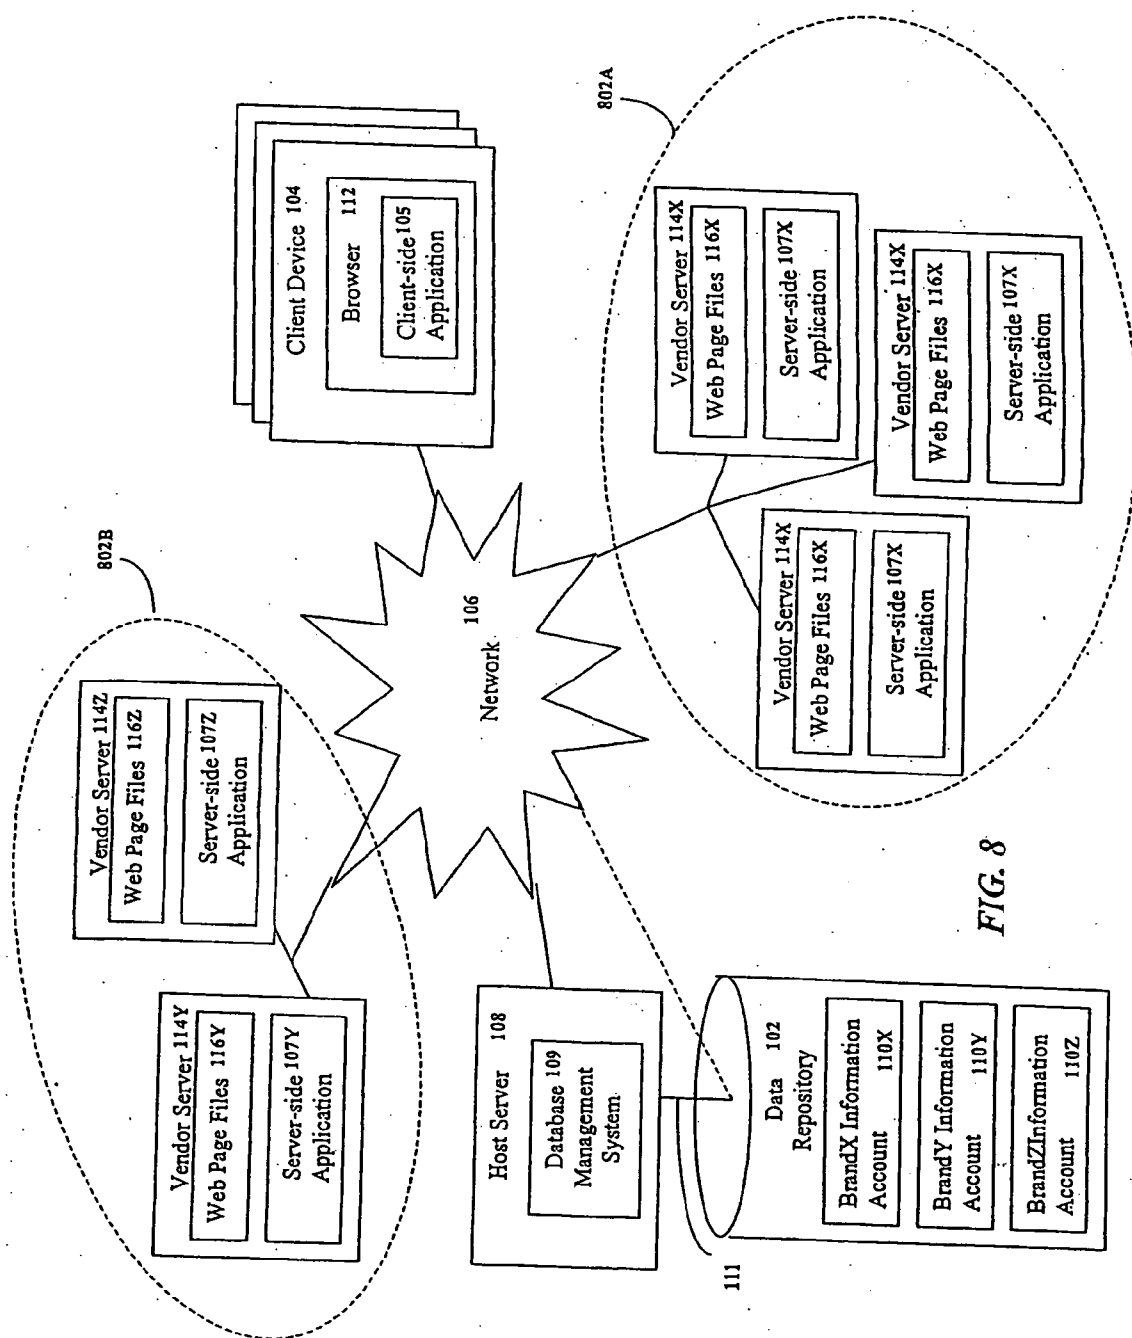 802B
Vendor Server 114Y
Web Page Files 116Y
Server-side 107Y
Application
Vendor Server 114Z
Web Page Files 116Z
Server-side 107Z
Application
Client Device 104
Browser 112
Client-side 105
Application
Network
106
Host Server 108
Database 109
Management
System
111
Data 102
Repository
BrandX Information
Account 110X
BrandY Information
Account 110Y
BrandZInformation
Account 110Z
802A
Vendor Server 114X
Web Page Files 116X
Server-side 107X
Application
Vendor Server 114X
Web Page Files 116X
Server-side 107X
Application
Vendor Server 114X
Web Page Files 116X
Server-side 107X
Application
FIG. 8